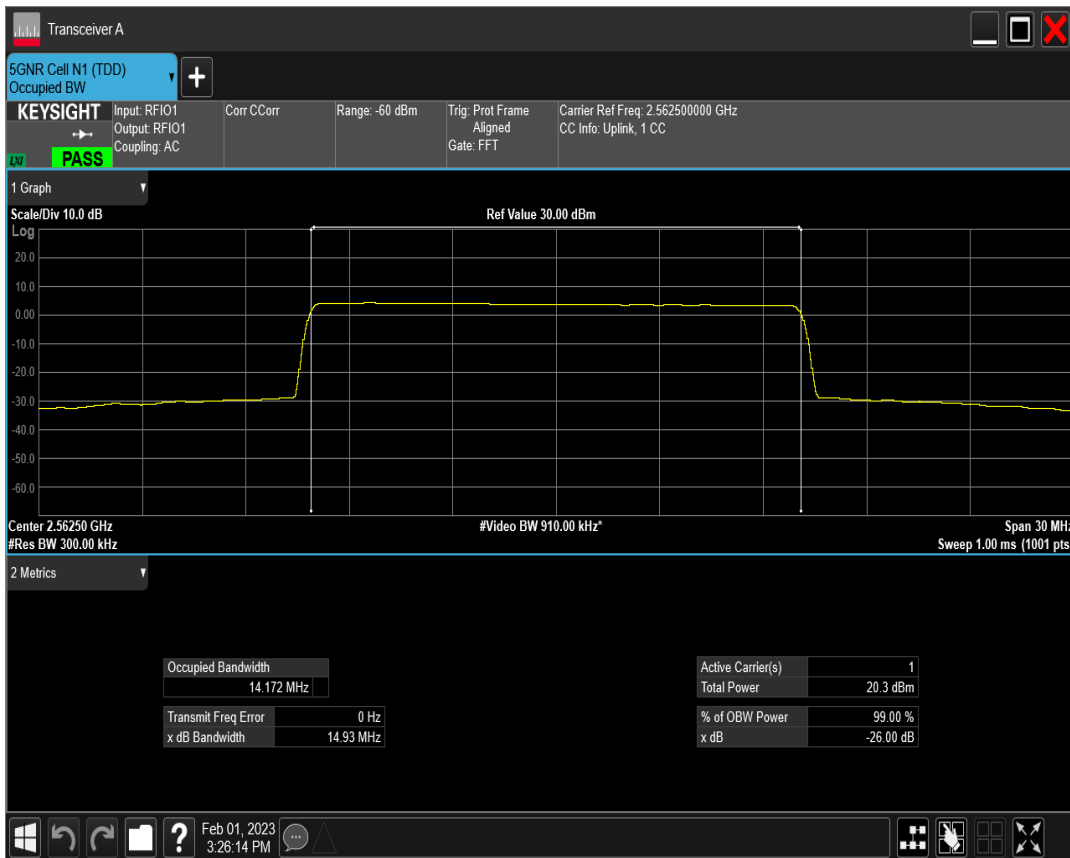 Transceiver A
5GNR Cell N1 (TDD)
Occupied BW
+
KEYSIGHT
LXI
PASS
Input: RFIO1
Output: RFIO1
Coupling: AC
Corr CCorr
Range: -60 dBm
Trig: Prot Frame
Aligned
Gate: FFT
Carrier Ref Freq: 2.562500000 GHz
CC Info: Uplink, 1 CC
1 Graph
Scale/Div 10.0 dB
Ref Value 30.00 dBm
Log
20.0
10.0
0.00
-10.0
-20.0
-30.0
-40.0
-50.0
-60.0
Center 2.56250 GHz
#Video BW 910.00 kHz*
Span 30 MHz
#Res BW 300.00 kHz
Sweep 1.00 ms (1001 pts
2 Metrics
Occupied Bandwidth
14.172 MHz
Transmit Freq Error 0 Hz
x dB Bandwidth 14.93 MHz
Active Carrier(s) 1
Total Power 20.3 dBm
% of OBW Power 99.00 %
x dB -26.00 dB
?
Feb 01, 2023
3:26:14 PM